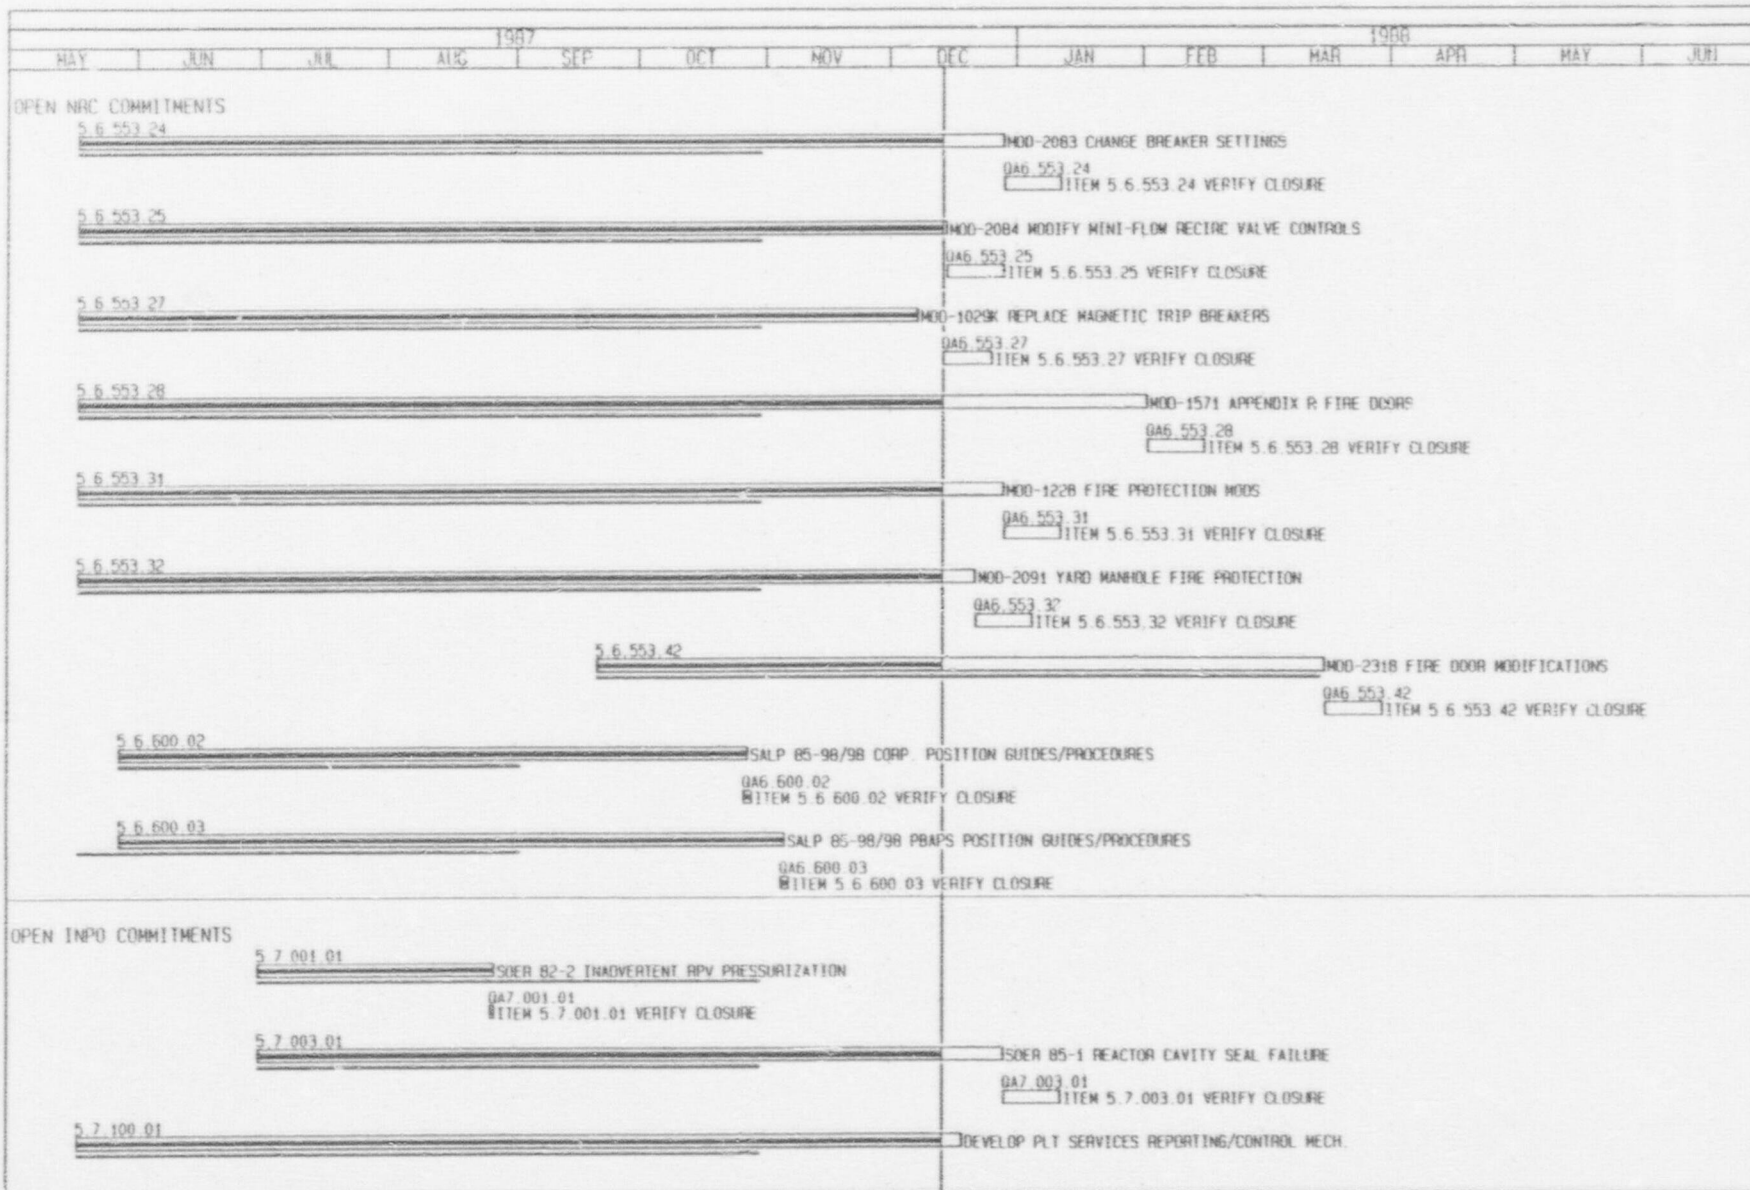 1987 1988
MAY JUN JUL AUG SEP OCT NOV DEC JAN FEB MAR APR MAY JUN
OPEN NRC COMMITMENTS
5.6.553.24
MOD-2083 CHANGE BREAKER SETTINGS
QA6.553.24
ITEM 5.6.553.24 VERIFY CLOSURE
5.6.553.25
MOD-2084 MODIFY MINI-FLOW RECIRC VALVE CONTROLS
QA6.553.25
ITEM 5.6.553.25 VERIFY CLOSURE
5.6.553.27
MOD-1029K REPLACE MAGNETIC TRIP BREAKERS
QA6.553.27
ITEM 5.6.553.27 VERIFY CLOSURE
5.6.553.28
MOD-1571 APPENDIX R FIRE DOORS
QA6.553.28
ITEM 5.6.553.28 VERIFY CLOSURE
5.6.553.31
FIRE PROTECTION MODS
QA6.553.31
ITEM 5.6.553.31 VERIFY CLOSURE
5.6.553.32
MOD-2091 YARD MANHOLE FIRE PROTECTION
QA6.553.32
ITEM 5.6.553.32 VERIFY CLOSURE
5.6.553.42
FIRE DOOR MODIFICATIONS
QA6.553.42
ITEM 5.6.553.42 VERIFY CLOSURE
5.6.600.02
SALP 85-98/98 CORP. POSITION GUIDES/PROCEDURES
QA6.600.02
ITEM 5.6.600.02 VERIFY CLOSURE
5.6.600.03
SALP 85-98/98 PBAPS POSITION GUIDES/PROCEDURES
QA6.600.03
ITEM 5.6.600.03 VERIFY CLOSURE
OPEN INPO COMMITMENTS
5.7.001.01
SOER 82-2 INADVERTENT RPV PRESSURIZATION
QA7.001.01
ITEM 5.7.001.01 VERIFY CLOSURE
5.7.003.01
SOER 85-1 REACTOR CAVITY SEAL FAILURE
QA7.003.01
ITEM 5.7.003.01 VERIFY CLOSURE
5.7.100.01
DEVELOP PLT SERVICES REPORTING/CONTROL MECH.